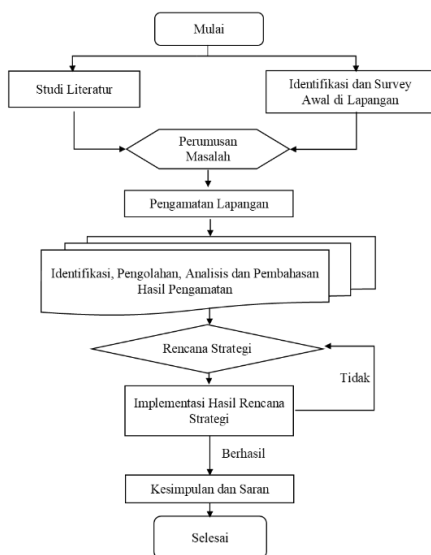 Mulai
Studi Literatur
Identifikasi dan Survey
Awal di Lapangan
Perumusan
Masalah
Pengamatan Lapangan
Identifikasi, Pengolahan, Analisis dan Pembahasan
Hasil Pengamatan
Rencana Strategi
Tidak
Implementasi Hasil Rencana
Strategi
Berhasil
Kesimpulan dan Saran
Selesai